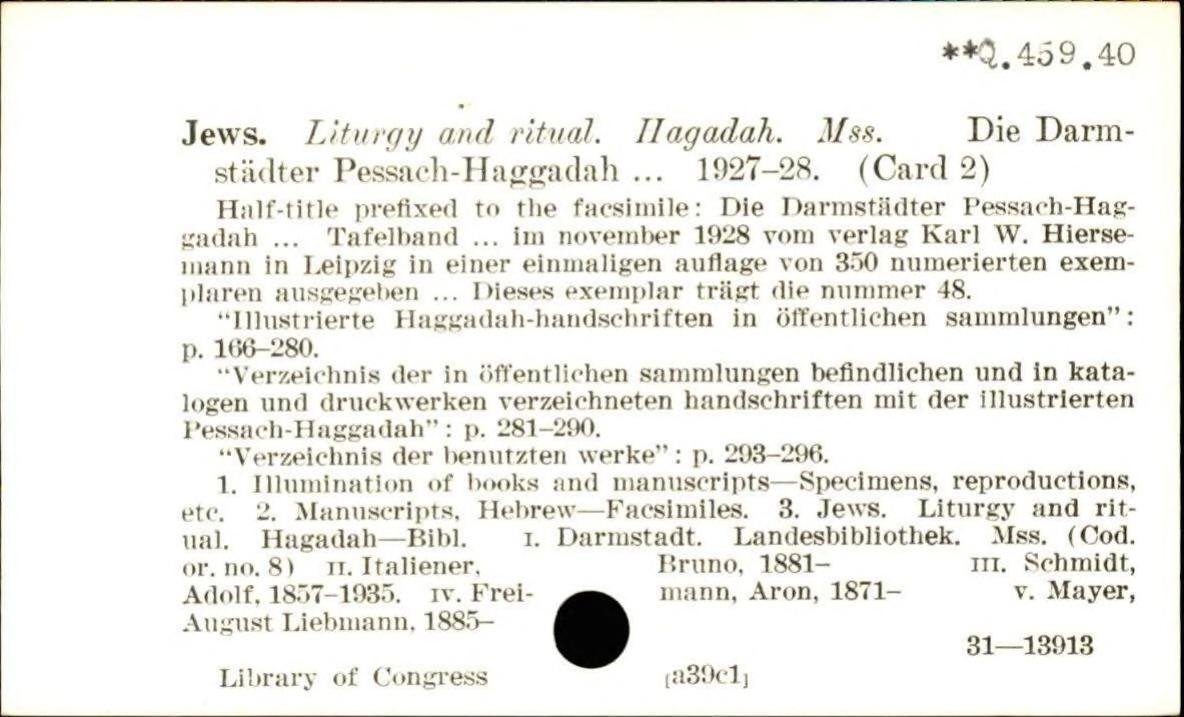 **Q.459.40
Jews. Liturgy and ritual. Hagadah. Mss. Die Darm-
städter Pessach-Haggadah ... 1927–28. (Card 2)
Half-title prefixed to the facsimile: Die Darmstädter Pessach-Hag-
gadah ... Tafelband ... im november 1928 vom verlag Karl W. Hierse-
mann in Leipzig in einer einmaligen auflage von 350 numerierten exem-
plaren ausgegeben ... Dieses exemplar trägt die nummer 48.
“Illustrierte Haggadah-handschriften in öffentlichen sammlungen”:
p. 166–280.
“Verzeichnis der in öffentlichen sammlungen befindlichen und in kata-
logen und druckwerken verzeichneten handschriften mit der illustrierten
Pessach-Haggadah”: p. 281–290.
“Verzeichnis der benutzten werke”: p. 293–296.
1. Illumination of books and manuscripts—Specimens, reproductions,
etc. 2. Manuscripts, Hebrew—Facsimiles. 3. Jews. Liturgy and rit-
ual. Hagadah—Bibl. I. Darmstadt. Landesbibliothek. Mss. (Cod.
or. no. 8) II. Italiener, Bruno, 1881– III. Schmidt,
Adolf, 1857–1935. IV. Frei- mann, Aron, 1871– V. Mayer,
August Liebmann, 1885–
31—13913
Library of Congress [a39c1]